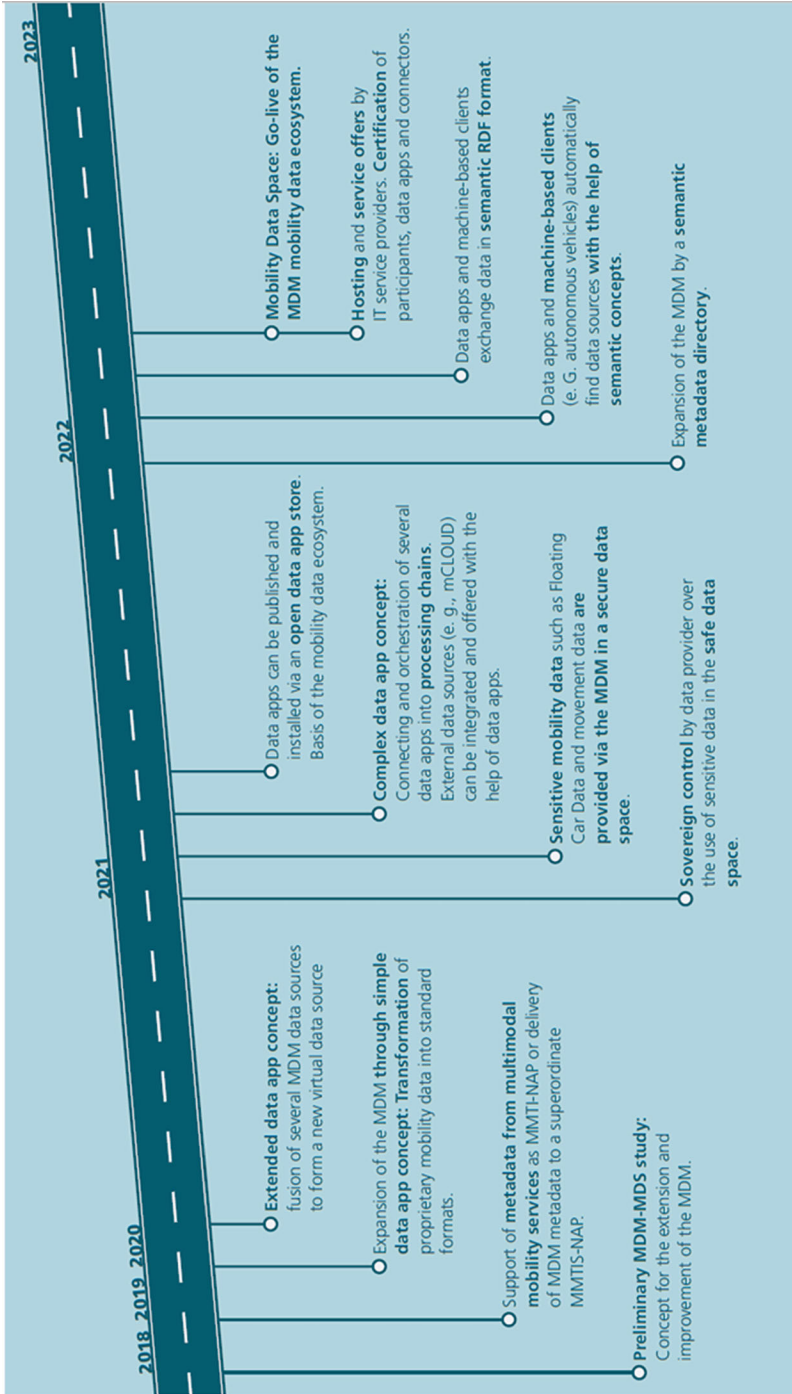 2018 2019 2020
2021
2022
2023
Preliminary MDM-MDS study:
Concept for the extension and
improvement of the MDM.
Support of metadata from multimodal
mobility services as MMTI-NAP or delivery
of MDM metadata to a superordinate
MMTIS-NAP.
Expansion of the MDM through simple
data app concept: Transformation of
proprietary mobility data into standard
formats.
Extended data app concept:
fusion of several MDM data sources
to form a new virtual data source
Sovereign control by data provider over
the use of sensitive data in the safe data
space.
Sensitive mobility data such as Floating
Car Data and movement data are
provided via the MDM in a secure data
space.
Complex data app concept:
Connecting and orchestration of several
data apps into processing chains.
External data sources (e. g., mCLOUD)
can be integrated and offered with the
help of data apps.
Data apps can be published and
installed via an open data app store.
Basis of the mobility data ecosystem.
Expansion of the MDM by a semantic
metadata directory.
Data apps and machine-based clients
(e. G. autonomous vehicles) automatically
find data sources with the help of
semantic concepts.
Data apps and machine-based clients
exchange data in semantic RDF format.
Hosting and service offers by
IT service providers. Certification of
participants, data apps and connectors.
Mobility Data Space: Go-live of the
MDM mobility data ecosystem.